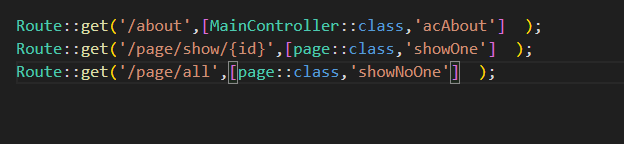 Route::get('/about',[MainController::class,'acAbout']  );
Route::get('/page/show/{id}',[page::class,'showOne']  );
Route::get('/page/all',[page::class,'showNoOne']  );